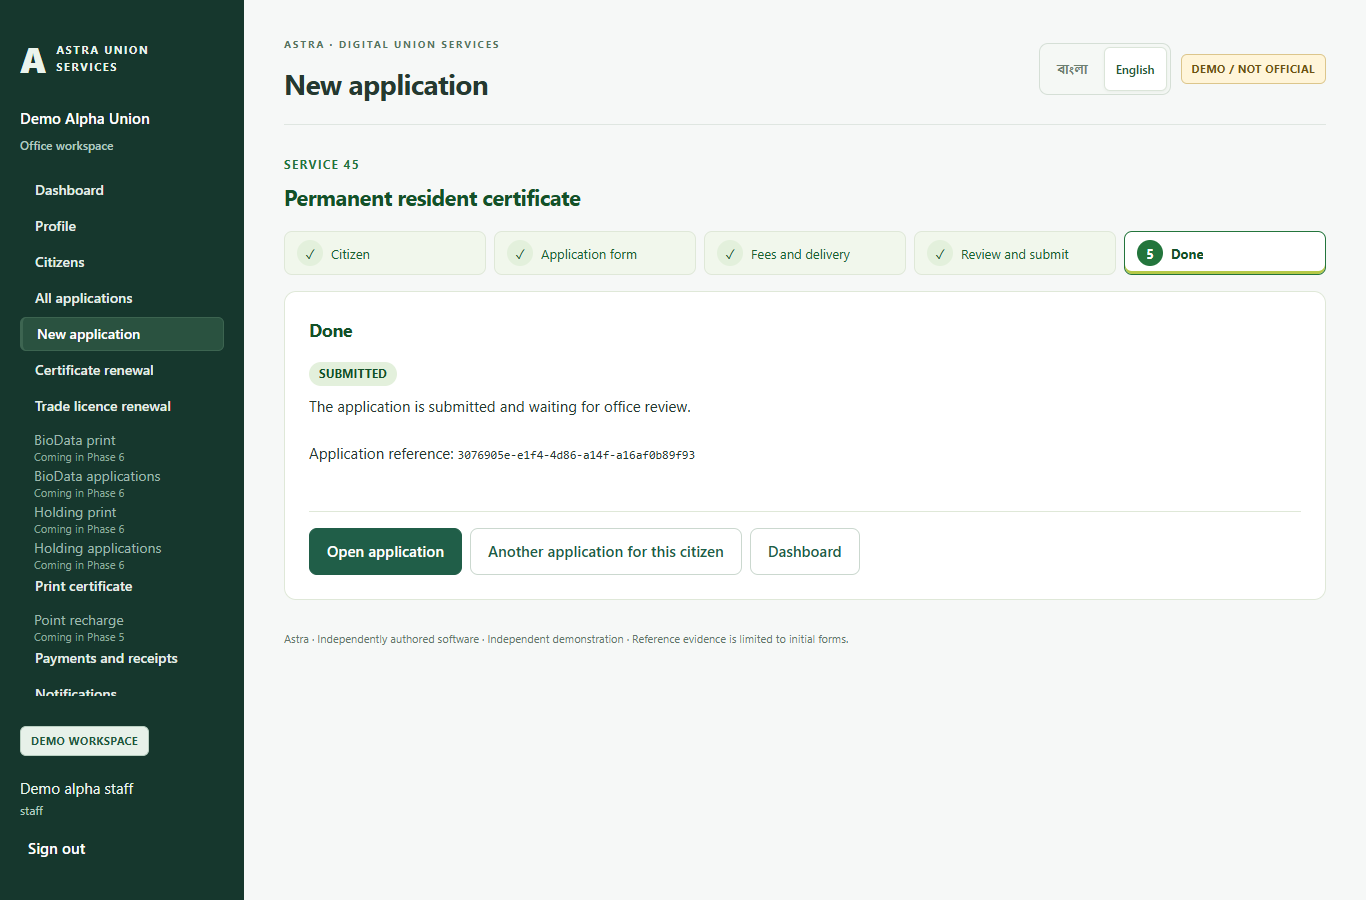 A
ASTRA UNION
SERVICES
Demo Alpha Union
Office workspace
Dashboard
Profile
Citizens
All applications
New application
Certificate renewal
Trade licence renewal
BioData print
Coming in Phase 6
BioData applications
Coming in Phase 6
Holding print
Coming in Phase 6
Holding applications
Coming in Phase 6
Print certificate
Point recharge
Coming in Phase 5
Payments and receipts
Notifications
DEMO WORKSPACE
Demo alpha staff
staff
Sign out
ASTRA · DIGITAL UNION SERVICES
New application
বাংলা
English
DEMO / NOT OFFICIAL
SERVICE 45
Permanent resident certificate
✓ Citizen
✓ Application form
✓ Fees and delivery
✓ Review and submit
5 Done
Done
SUBMITTED
The application is submitted and waiting for office review.
Application reference: 3076905e-e1f4-4d86-a14f-a16af0b89f93
Open application
Another application for this citizen
Dashboard
Astra · Independently authored software · Independent demonstration · Reference evidence is limited to initial forms.